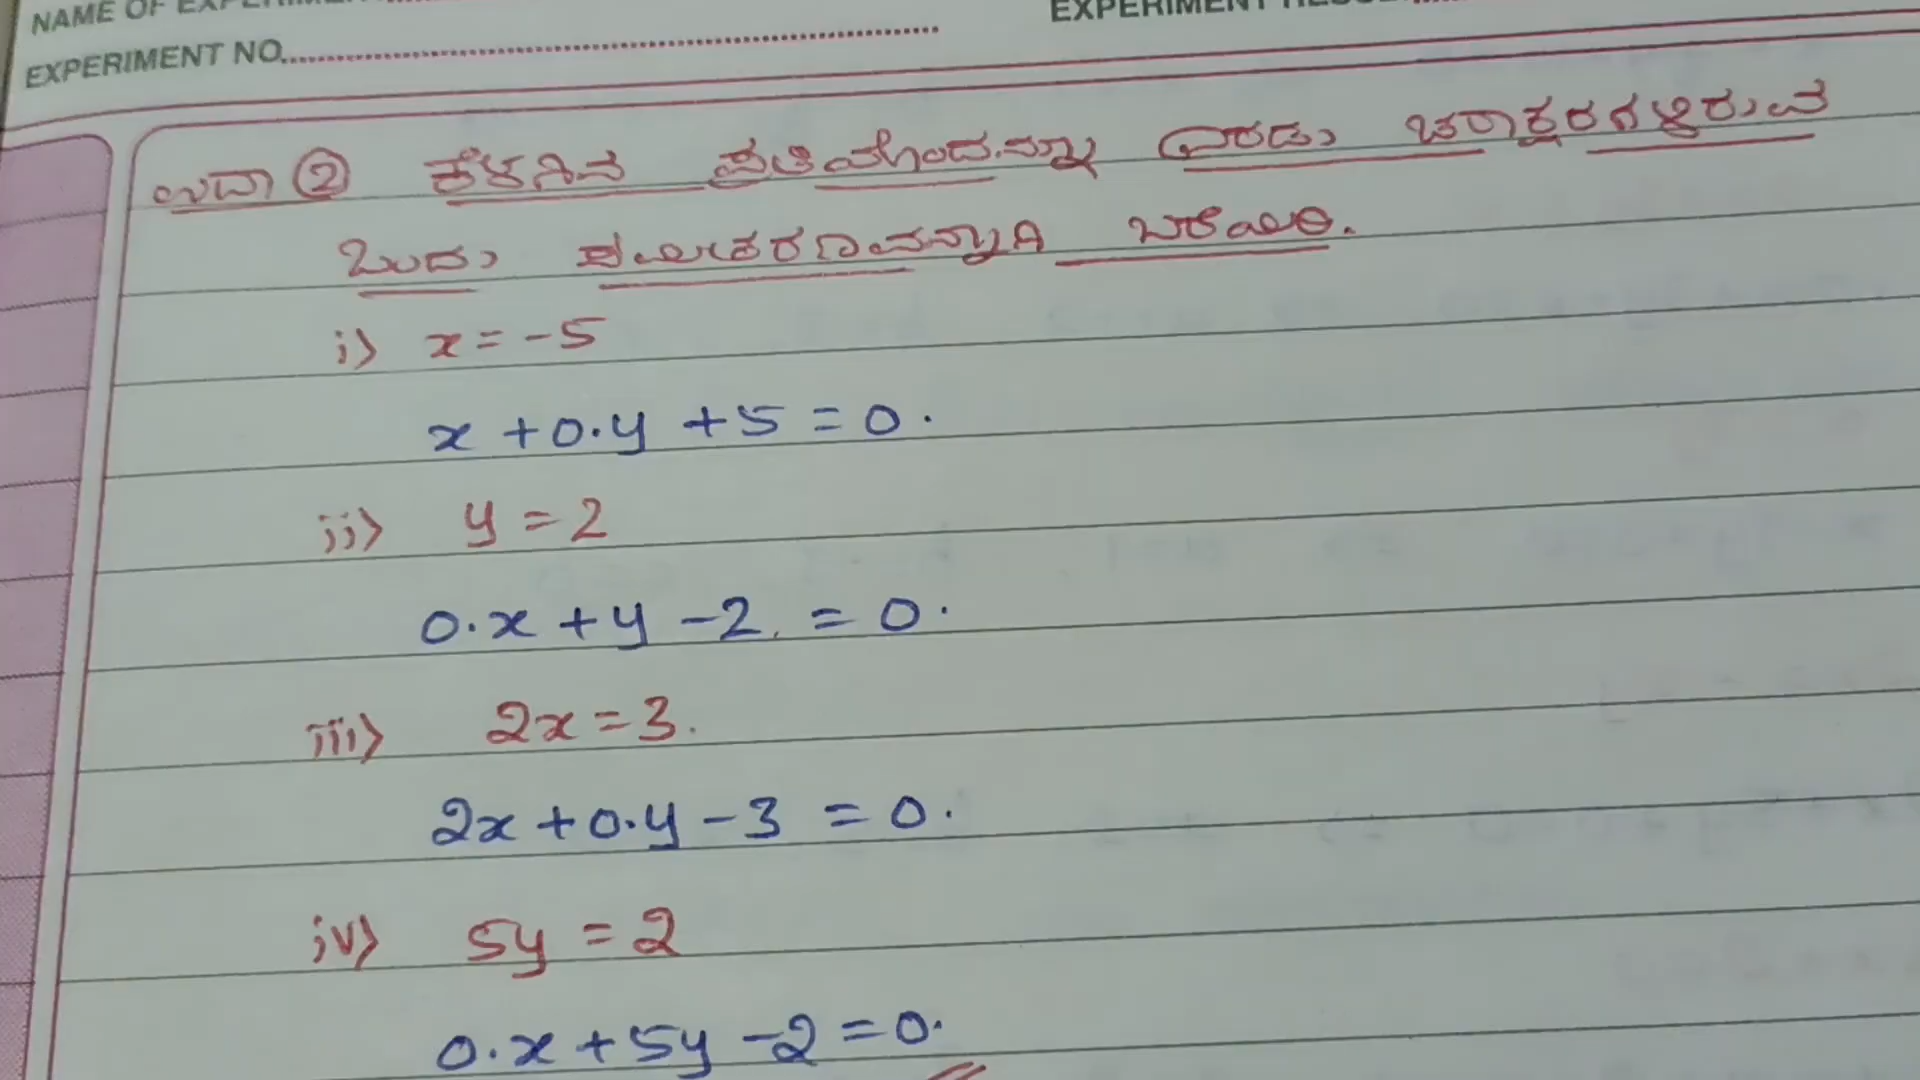 NAME OF EXPERIMENT
EXPERIMENT NO.
EXPERIMENT RESULT
ಉದಾ ② ಕೆಳಗಿನ ಪ್ರತಿಯೊಂದನ್ನು ಎರಡು ಚರಾಕ್ಷರಗಳಿರುವ
ಒಂದು ಸಮೀಕರಣವನ್ನಾಗಿ ಬರೆಯಿರಿ.
i) x = -5
x + 0.y + 5 = 0.
ii) y = 2
0.x + y - 2 = 0.
iii) 2x = 3.
2x + 0.y - 3 = 0.
iv) 5y = 2
0.x + 5y - 2 = 0.